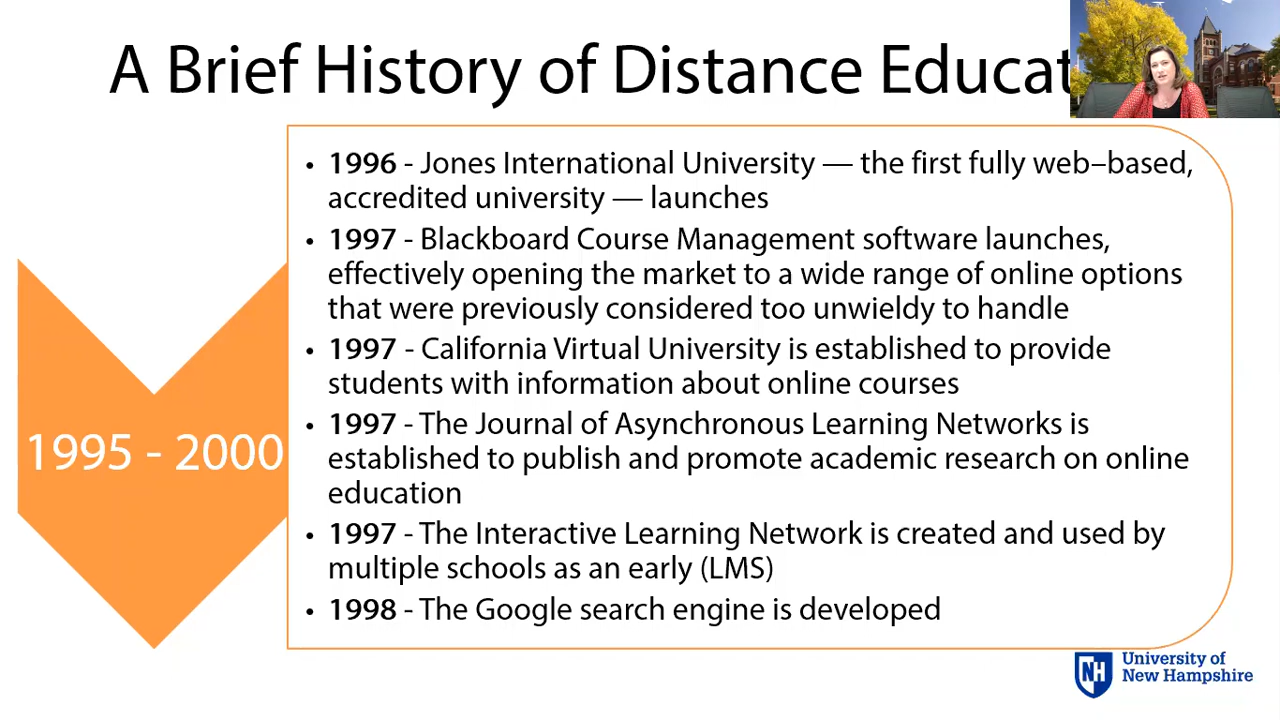 A Brief History of Distance Educat
• 1996 - Jones International University — the first fully web–based,
accredited university — launches
• 1997 - Blackboard Course Management software launches,
effectively opening the market to a wide range of online options
that were previously considered too unwieldy to handle
• 1997 - California Virtual University is established to provide
students with information about online courses
• 1997 - The Journal of Asynchronous Learning Networks is
established to publish and promote academic research on online
education
• 1997 - The Interactive Learning Network is created and used by
multiple schools as an early (LMS)
• 1998 - The Google search engine is developed
1995 - 2000
NH
University of
New Hampshire